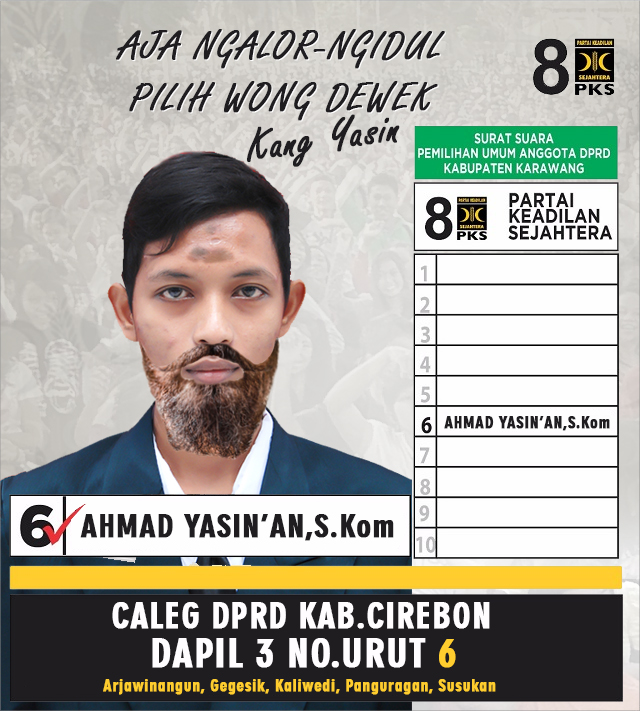 AJA NGALOR-NGIDUL
PILIH WONG DEWEK
Kang Yasin
8
PARTAI KEADILAN
SEJAHTERA
PKS
SURAT SUARA
PEMILIHAN UMUM ANGGOTA DPRD
KABUPATEN KARAWANG
8
PARTAI KEADILAN
SEJAHTERA
PKS
PARTAI
KEADILAN
SEJAHTERA
1
2
3
4
5
6 AHMAD YASIN'AN,S.Kom
7
8
9
10
6 AHMAD YASIN'AN,S.Kom
CALEG DPRD KAB.CIREBON
DAPIL 3 NO.URUT 6
Arjawinangun, Gegesik, Kaliwedi, Panguragan, Susukan